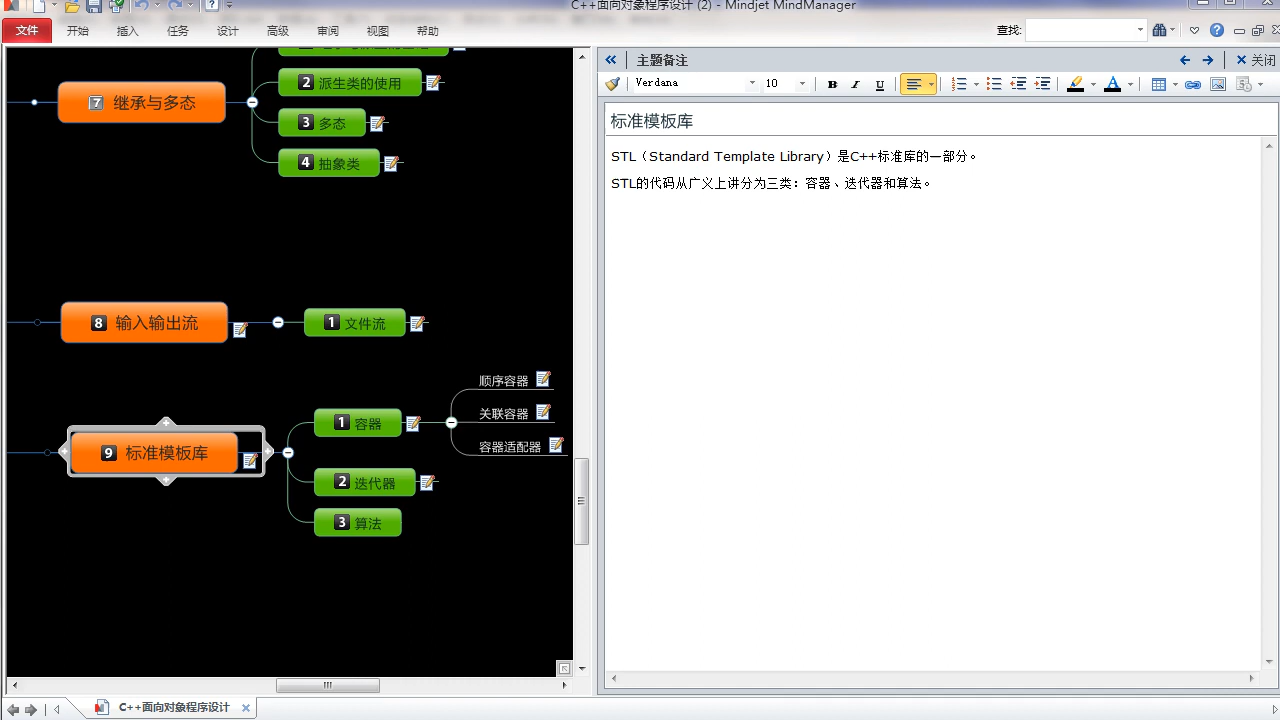 C++面向对象程序设计 (2) - Mindjet MindManager
文件 开始 插入 任务 设计 高级 审阅 视图 帮助 查找:
2 派生类的使用
7 继承与多态
3 多态
4 抽象类
8 输入输出流
1 文件流
顺序容器
1 容器
关联容器
容器适配器
9 标准模板库
2 迭代器
3 算法
主题备注 关闭
Verdana 10 B I U A
标准模板库
STL（Standard Template Library）是C++标准库的一部分。
STL的代码从广义上讲分为三类：容器、迭代器和算法。
C++面向对象程序设计